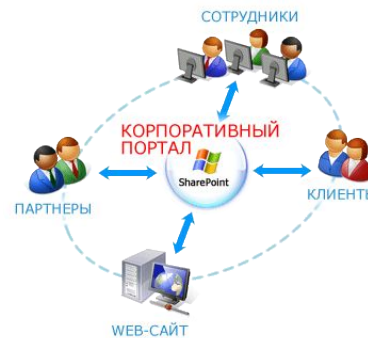 СОТРУДНИКИ
КОРПОРАТИВНЫЙ
ПОРТАЛ
SharePoint
ПАРТНЕРЫ
КЛИЕНТЫ
WEB-САЙТ